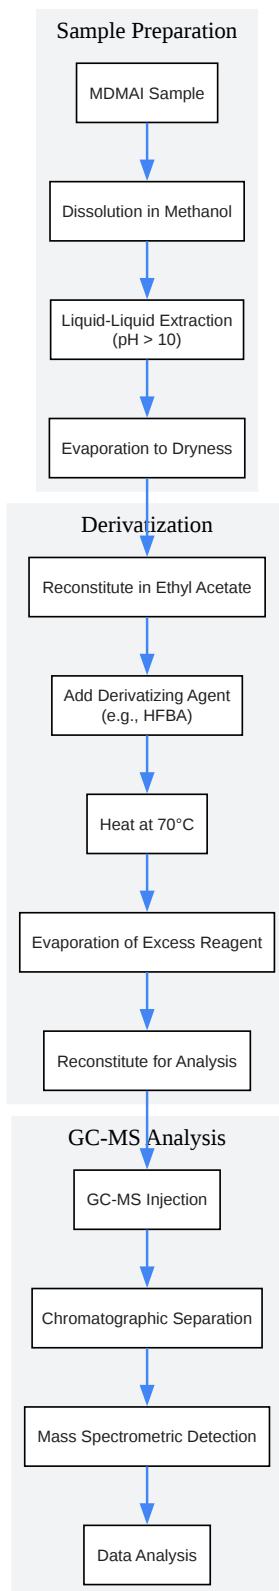 Sample Preparation
MDMAI Sample
Dissolution in Methanol
Liquid-Liquid Extraction
(pH > 10)
Evaporation to Dryness
Derivatization
Reconstitute in Ethyl Acetate
Add Derivatizing Agent
(e.g., HFBA)
Heat at 70°C
Evaporation of Excess Reagent
Reconstitute for Analysis
GC-MS Analysis
GC-MS Injection
Chromatographic Separation
Mass Spectrometric Detection
Data Analysis